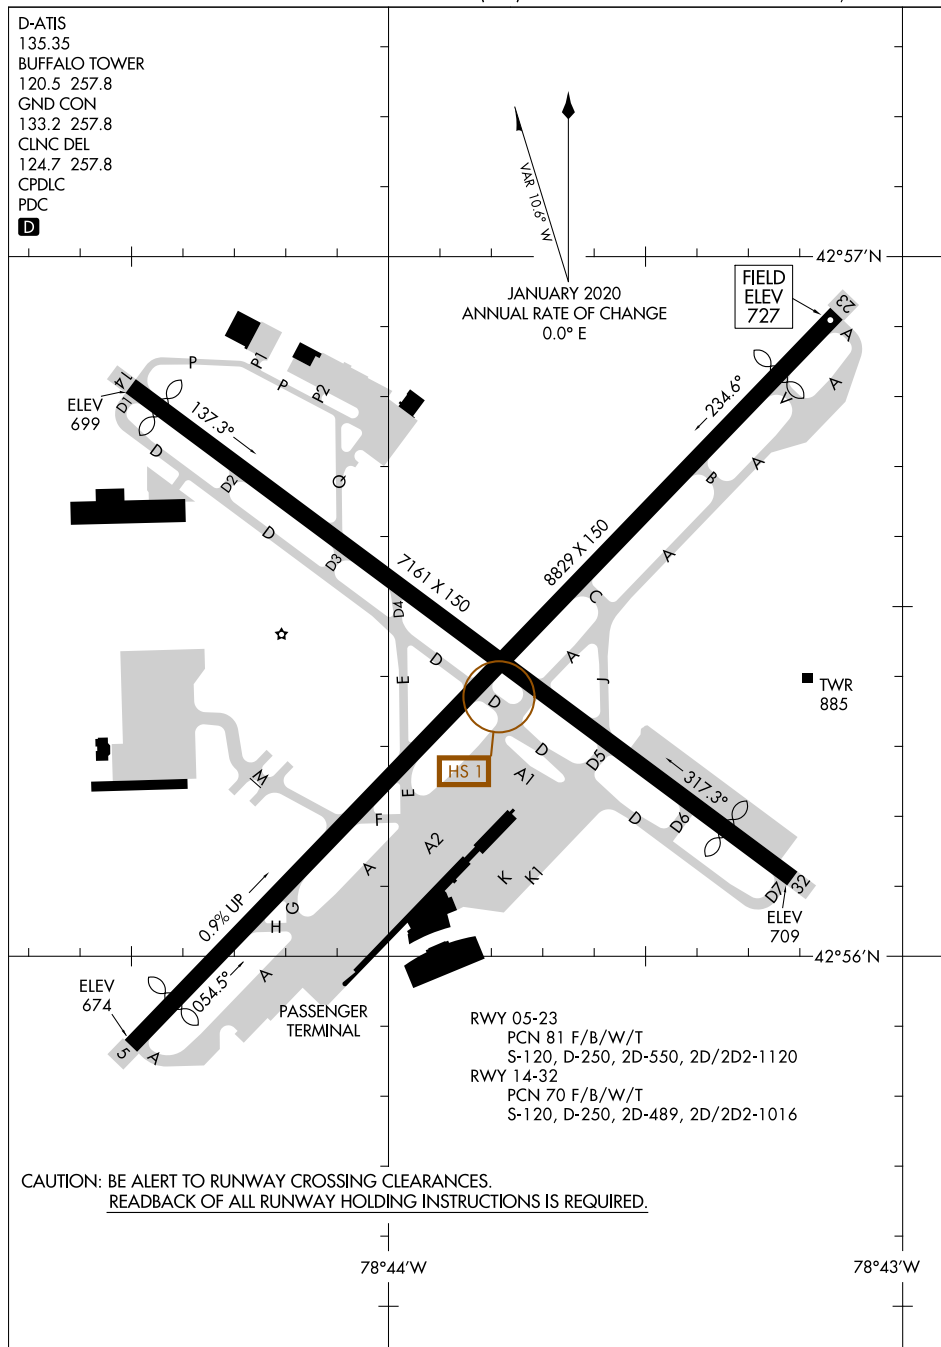 D-ATIS
135.35
BUFFALO TOWER
120.5 257.8
GND CON
133.2 257.8
CLNC DEL
124.7 257.8
CPDLC
PDC
D
VAR 10.6° W
JANUARY 2020
ANNUAL RATE OF CHANGE
0.0° E
42°57'N
FIELD
ELEV
727
23
A
A
V
234.6°
A
B
A
8829 X 150
C
A
J
P
P1
P
P2
14
D1
ELEV
699
137.3°
D
D2
Q
D
D3
7161 X 150
D4
D
E
D
HS 1
D
A1
D5
TWR
885
317.3°
D6
D
D7
32
ELEV
709
M
E
F
A2
A
K
K1
0.9% UP
G
H
A
054.5°
ELEV
674
5
A
PASSENGER
TERMINAL
42°56'N
RWY 05-23
PCN 81 F/B/W/T
S-120, D-250, 2D-550, 2D/2D2-1120
RWY 14-32
PCN 70 F/B/W/T
S-120, D-250, 2D-489, 2D/2D2-1016
CAUTION: BE ALERT TO RUNWAY CROSSING CLEARANCES.
READBACK OF ALL RUNWAY HOLDING INSTRUCTIONS IS REQUIRED.
78°44'W
78°43'W